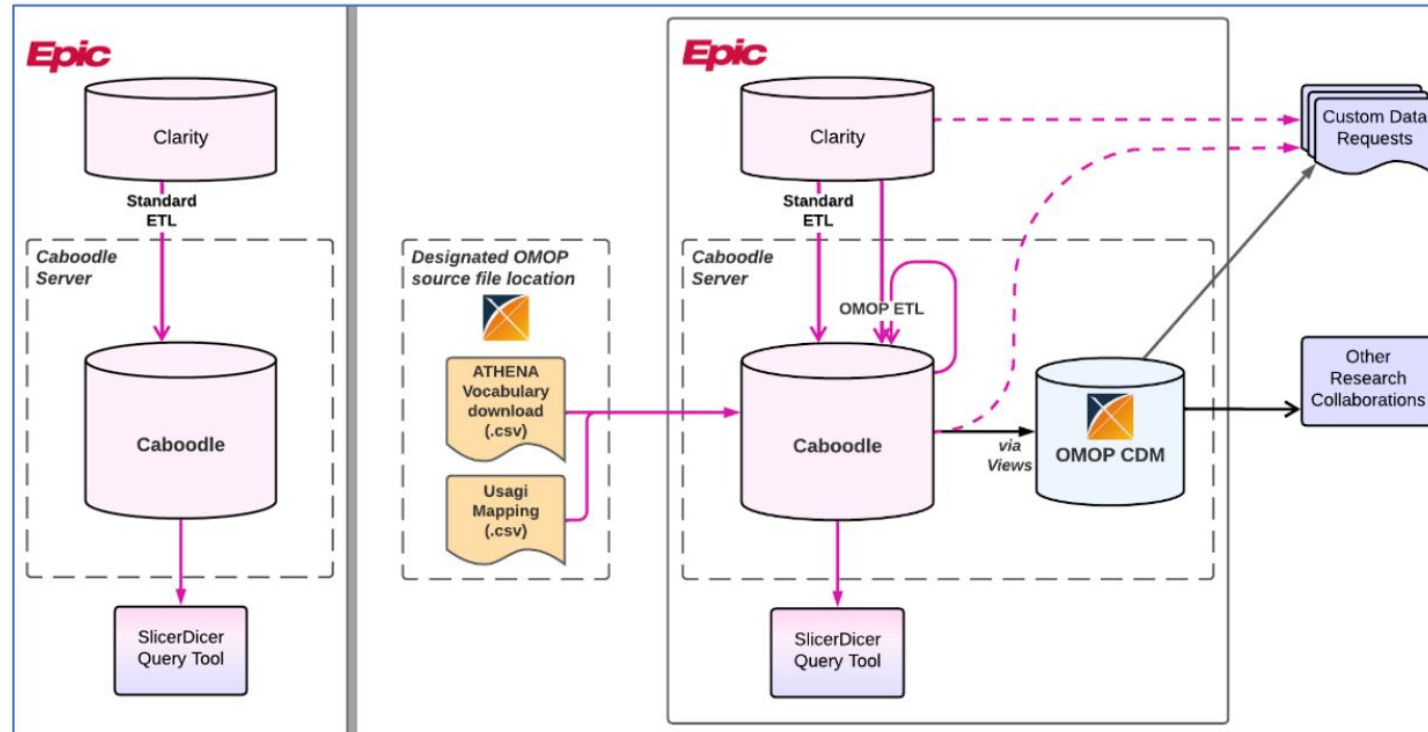 Epic
Clarity
Standard
ETL
Caboodle
Server
Caboodle
SlicerDicer
Query Tool
Designated OMOP
source file location
ATHENA
Vocabulary
download
(.csv)
Usagi
Mapping
(.csv)
Epic
Clarity
Standard
ETL
Caboodle
Server
OMOP ETL
Caboodle
via
Views
OMOP CDM
SlicerDicer
Query Tool
Custom Data
Requests
Other
Research
Collaborations